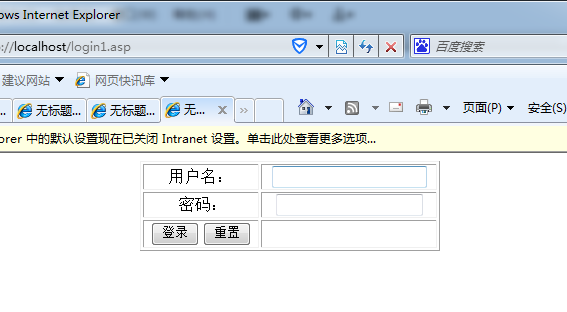 ows Internet Explorer
://localhost/login1.asp
百度搜索
建议网站 网页快讯库
无标题... 无标题... 无... 页面(P) 安全(S)
orer 中的默认设置现在已关闭 Intranet 设置。单击此处查看更多选项...
用户名：
密码：
登录 重置